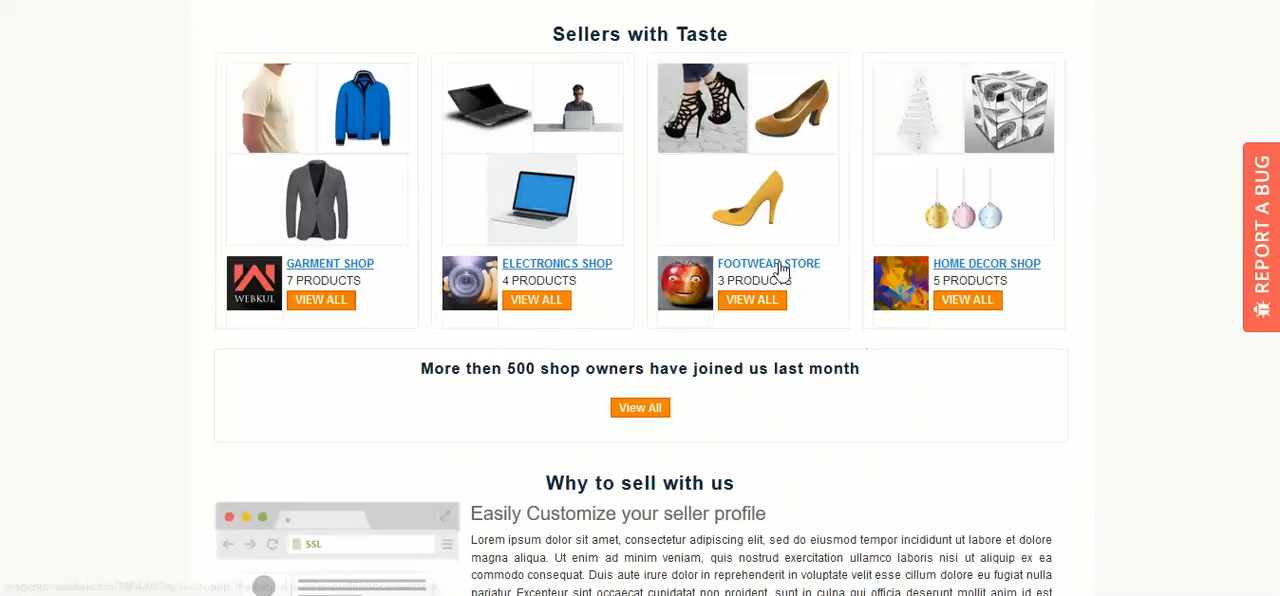 Sellers with Taste
WEBKUL
GARMENT SHOP
7 PRODUCTS
VIEW ALL
ELECTRONICS SHOP
4 PRODUCTS
VIEW ALL
FOOTWEAR STORE
3 PRODUCTS
VIEW ALL
HOME DECOR SHOP
5 PRODUCTS
VIEW ALL
REPORT A BUG
More then 500 shop owners have joined us last month
View All
Why to sell with us
SSL
Easily Customize your seller profile
Lorem ipsum dolor sit amet, consectetur adipiscing elit, sed do eiusmod tempor incididunt ut labore et dolore
magna aliqua. Ut enim ad minim veniam, quis nostrud exercitation ullamco laboris nisi ut aliquip ex ea
commodo consequat. Duis aute irure dolor in reprehenderit in voluptate velit esse cillum dolore eu fugiat nulla
pariatur. Excepteur sint occaecat cupidatat non proident, sunt in culpa qui officia deserunt mollit anim id est